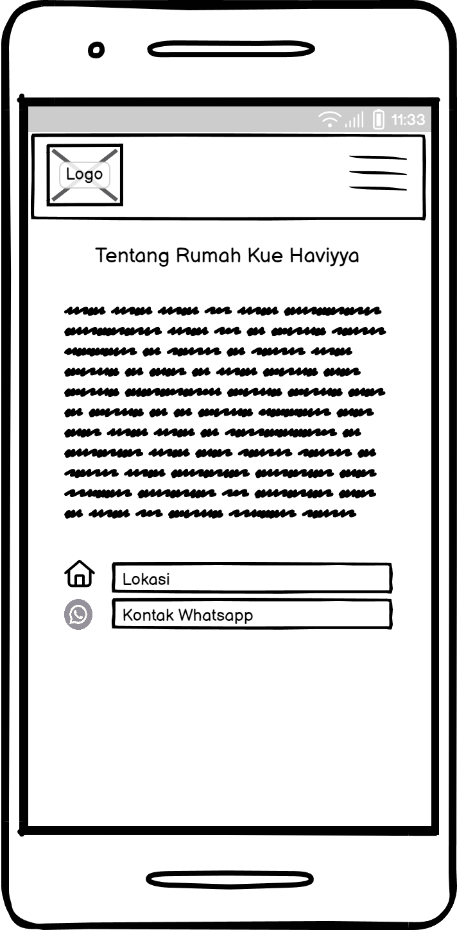 11:33
Logo
Tentang Rumah Kue Haviyya
Lokasi
Kontak Whatsapp